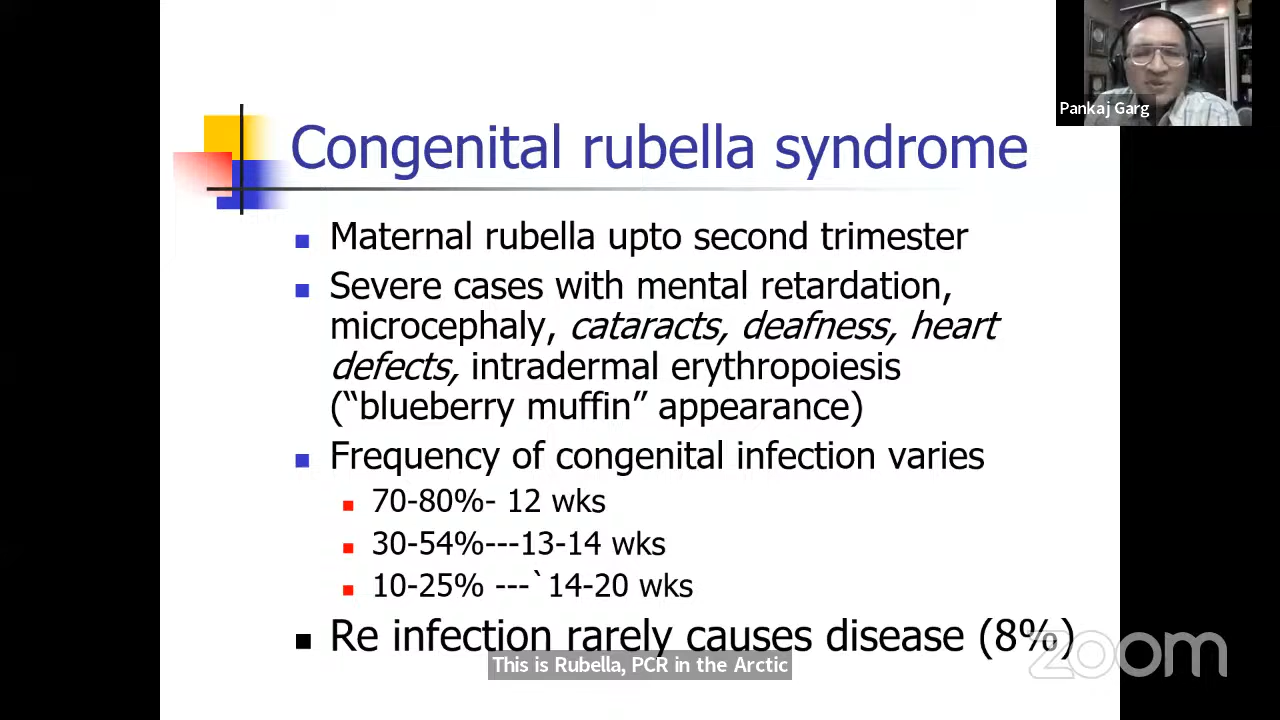 Pankaj Garg
Congenital rubella syndrome
Maternal rubella upto second trimester
Severe cases with mental retardation,
microcephaly, cataracts, deafness, heart
defects, intradermal erythropoiesis
(“blueberry muffin” appearance)
Frequency of congenital infection varies
70-80%- 12 wks
30-54%---13-14 wks
10-25% ---`14-20 wks
Re infection rarely causes disease (8%)
This is Rubella, PCR in the Arctic
zoom